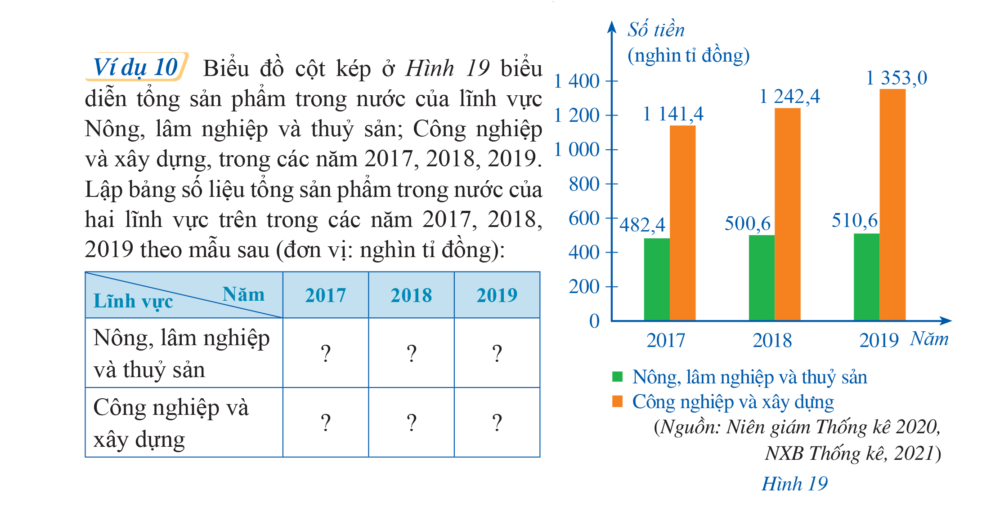 Ví dụ 10 Biểu đồ cột kép ở Hình 19 biểu
diễn tổng sản phẩm trong nước của lĩnh vực
Nông, lâm nghiệp và thuỷ sản; Công nghiệp
và xây dựng, trong các năm 2017, 2018, 2019.
Lập bảng số liệu tổng sản phẩm trong nước của
hai lĩnh vực trên trong các năm 2017, 2018,
2019 theo mẫu sau (đơn vị: nghìn tỉ đồng):
Lĩnh vực Năm 2017 2018 2019
Nông, lâm nghiệp
và thuỷ sản
? ? ?
Công nghiệp và
xây dựng
? ? ?
Số tiền
(nghìn tỉ đồng)
1 400
1 200
1 000
800
600
400
200
0
482,4
1 141,4
500,6
1 242,4
510,6
1 353,0
2017 2018 2019 Năm
Nông, lâm nghiệp và thuỷ sản
Công nghiệp và xây dựng
(Nguồn: Niên giám Thống kê 2020,
NXB Thống kê, 2021)
Hình 19